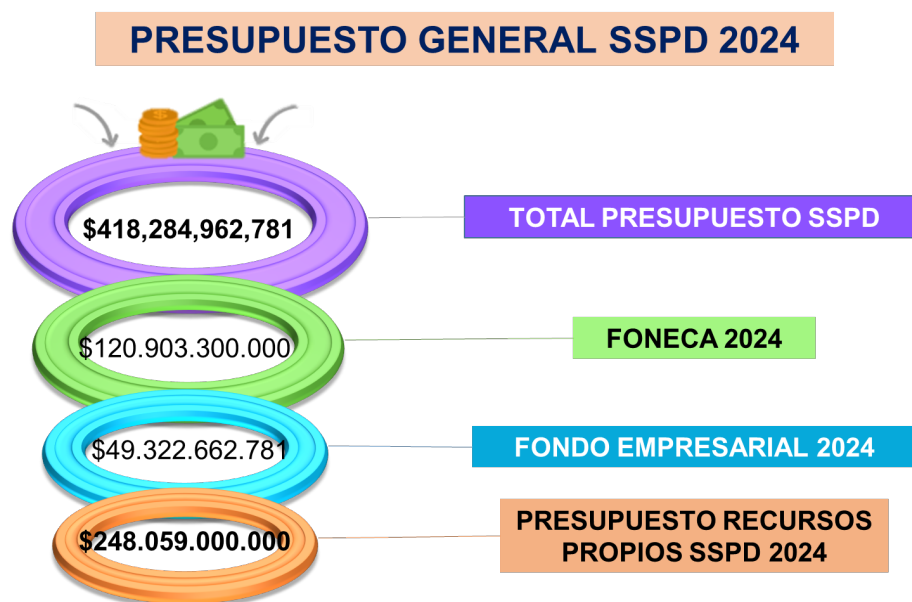 PRESUPUESTO GENERAL SSPD 2024
$418,284,962,781
TOTAL PRESUPUESTO SSPD
$120.903.300.000
FONECA 2024
$49.322.662.781
FONDO EMPRESARIAL 2024
$248.059.000.000
PRESUPUESTO RECURSOS
PROPIOS SSPD 2024